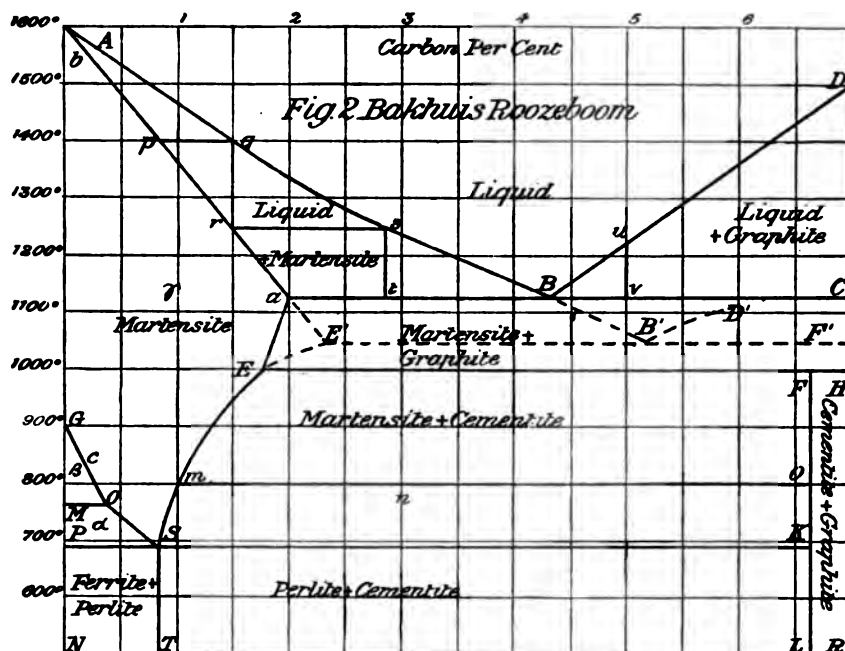 1 2 3 4 5 6
1600° A
b Carbon Per Cent
1500° D
Fig. 2 Bakhuis Roozeboom
1400° p q
1300° Liquid
r Liquid s u Liquid
+Martensite +Graphite
1200°
γ a t B v C
1100°
Martensite E' Martensite+ B' D' F'
Graphite
1000° E F H
900° G Martensite+Cementite
c
800° β m n O
O
M
700° P α S K
Cementite+Graphite
600° Ferrite+
Perlite
Perlite+Cementite
N T L R